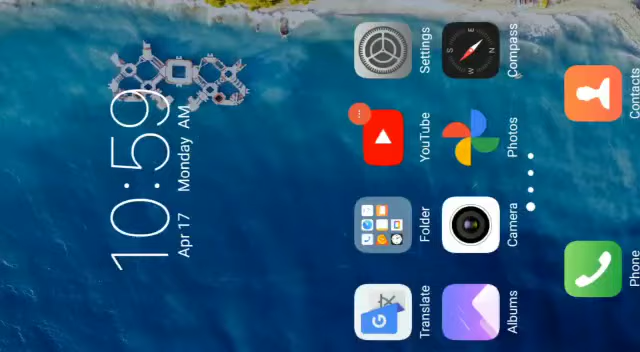 10:59
Apr 17 Monday AM
Translate
Folder
YouTube
Settings
Albums
Camera
Photos
Compass
Phone
Contacts